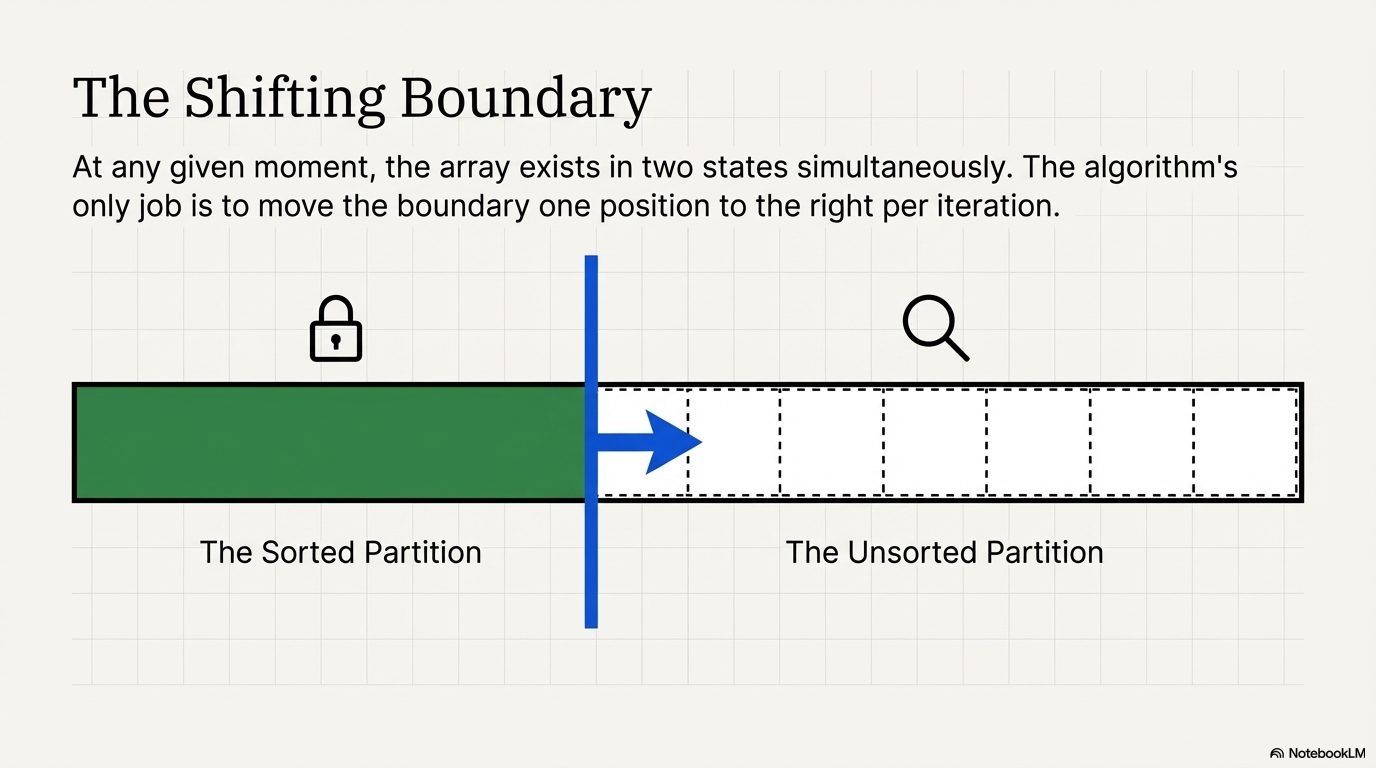 The Shifting Boundary
At any given moment, the array exists in two states simultaneously. The algorithm's
only job is to move the boundary one position to the right per iteration.
The Sorted Partition
The Unsorted Partition
NotebookLM